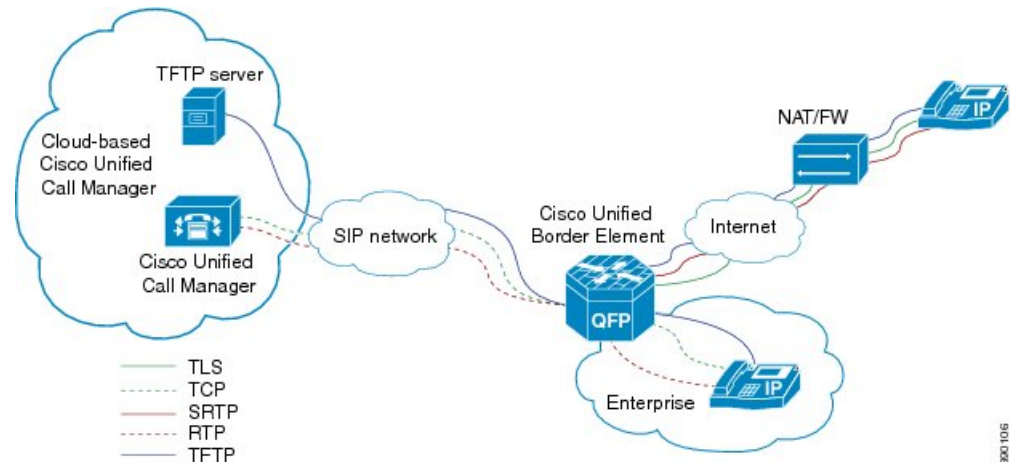 TFTP server
Cloud-based
Cisco Unified
Call Manager
Cisco Unified
Call Manager
SIP network
Cisco Unified
Border Element
QFP
Internet
NAT/FW
IP
Enterprise
IP
TLS
TCP
SRTP
RTP
TFTP
390106